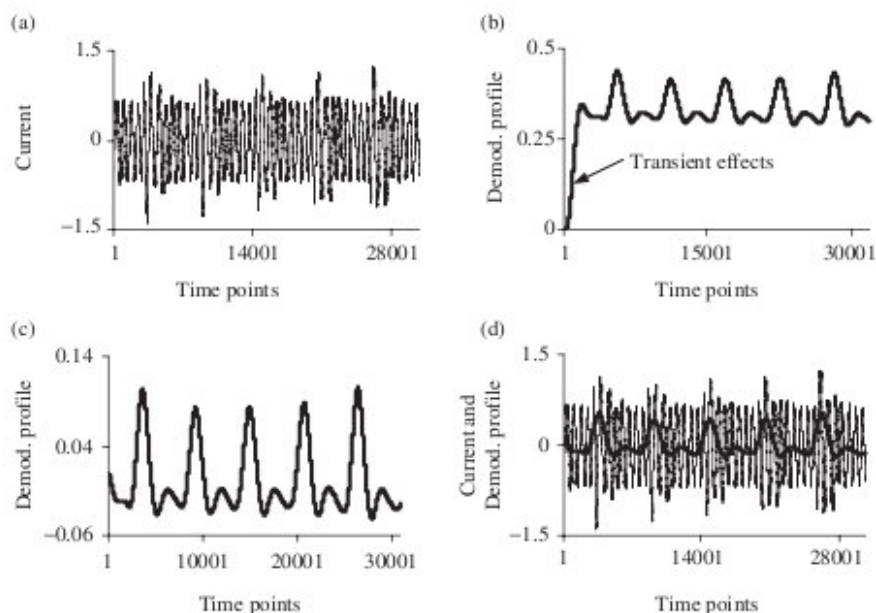 (a)
1.5
0
−1.5
Current
1
14001
28001
Time points
(b)
0.5
0.25
0
Demod. profile
Transient effects
1
15001
30001
Time points
(c)
0.14
0.04
−0.06
Demod. profile
1
10001
20001
30001
Time points
(d)
1.5
0
−1.5
Current and
Demod. profile
1
14001
28001
Time points